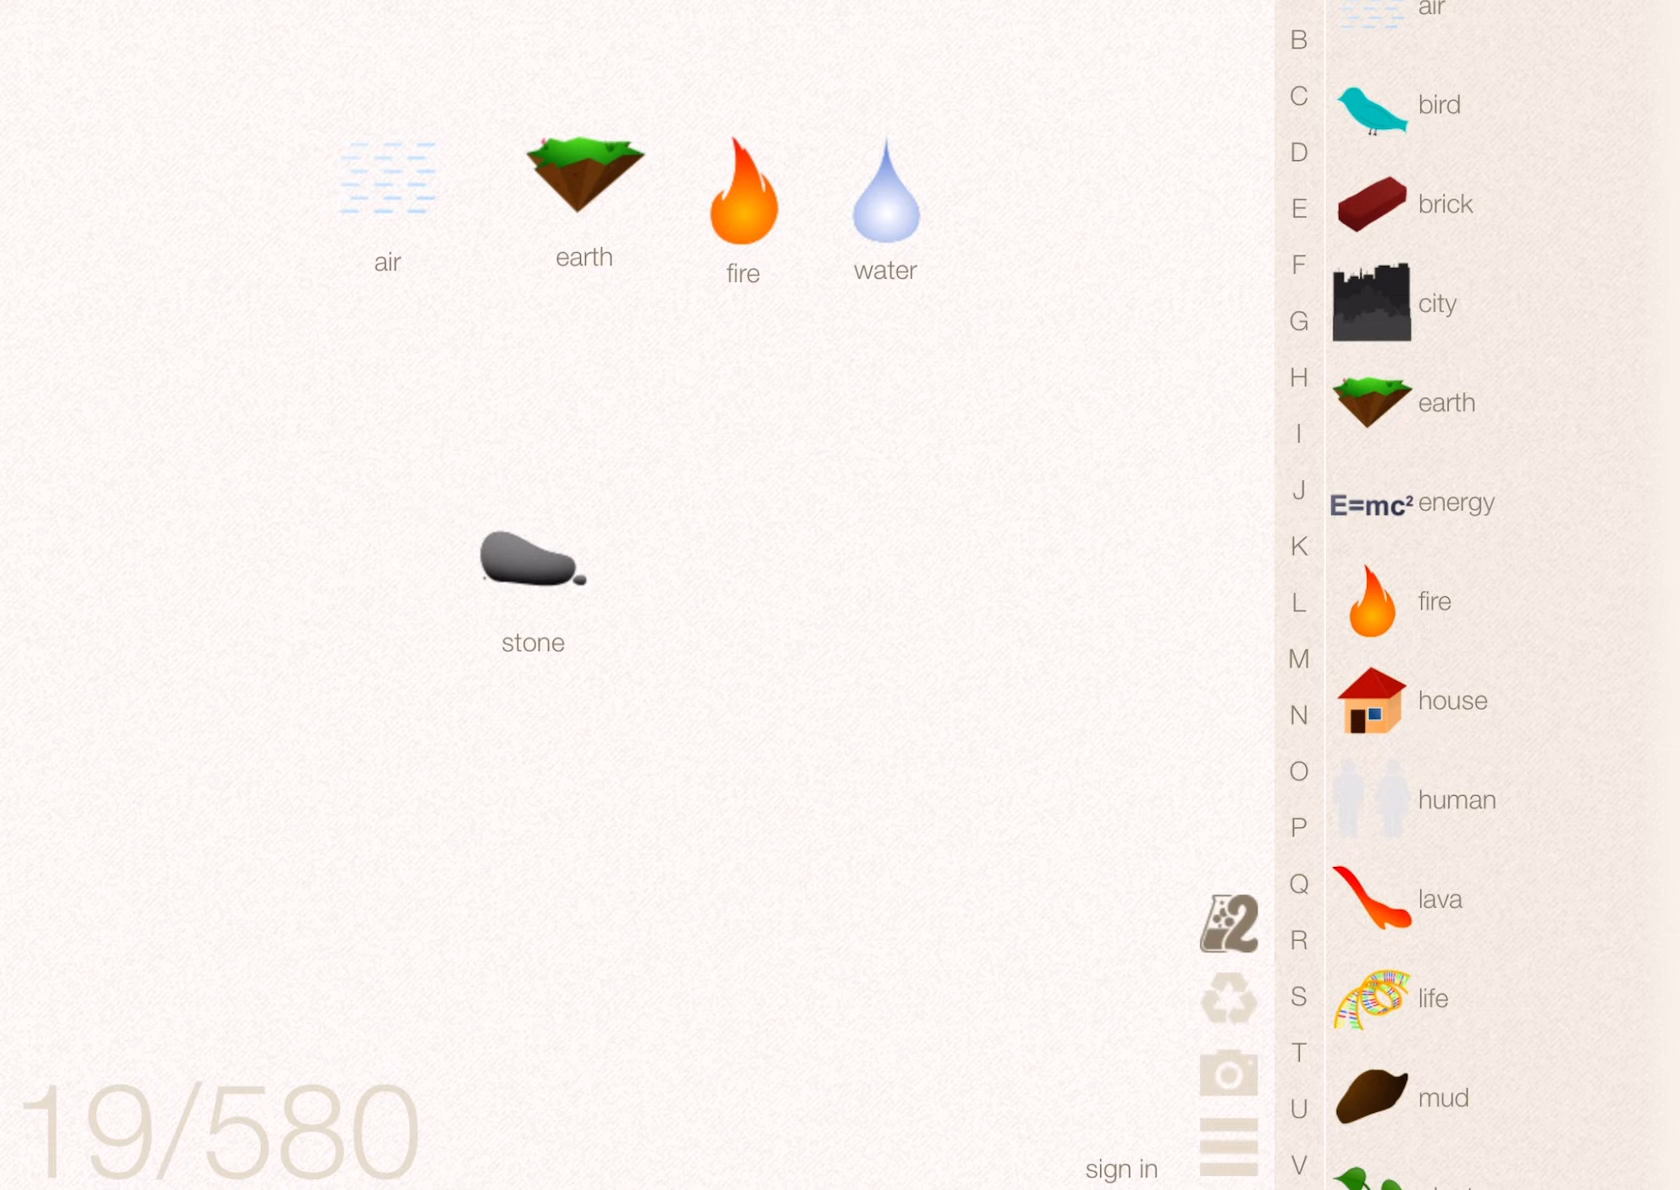 air
earth
fire
water
stone
19/580
sign in
2
B
C
D
E
F
G
H
I
J
K
L
M
N
O
P
Q
R
S
T
U
V
air
bird
brick
city
earth
E=mc² energy
fire
house
human
lava
life
mud